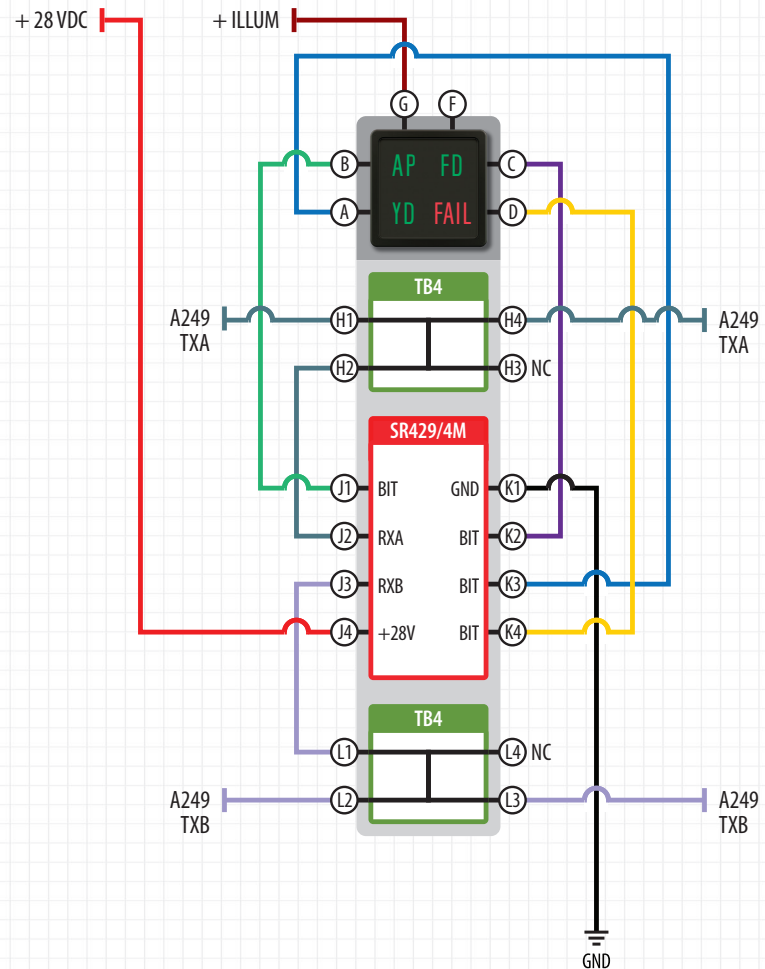 + 28 VDC
+ ILLUM
G
F
B
AP
FD
C
A
YD
FAIL
D
TB4
A249
TXA
H1
H4
A249
TXA
H2
H3
NC
SR429/4M
J1
BIT
GND
K1
J2
RXA
BIT
K2
J3
RXB
BIT
K3
J4
+28V
BIT
K4
TB4
L1
L4
NC
A249
TXB
L2
L3
A249
TXB
GND